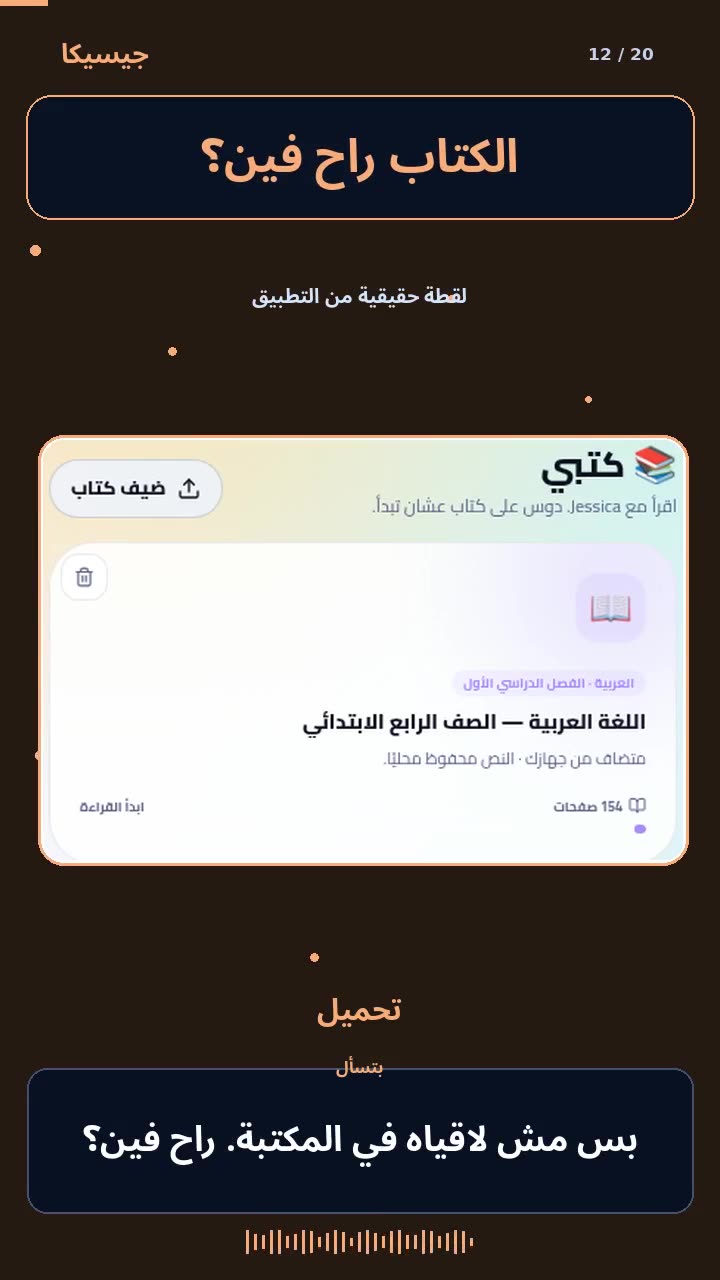 جيسيكا
12 / 20
الكتاب راح فين؟
لقطة حقيقية من التطبيق
📚 كتبي
ضيف كتاب
اقرأ مع Jessica. دوس على كتاب عشان تبدأ.
العربية · الفصل الدراسي الأول
اللغة العربية — الصف الرابع الابتدائي
متضاف من جهازك · النص محفوظ محليًا.
154 صفحات
ابدأ القراءة
تحميل
بتسأل
بس مش لاقياه في المكتبة. راح فين؟